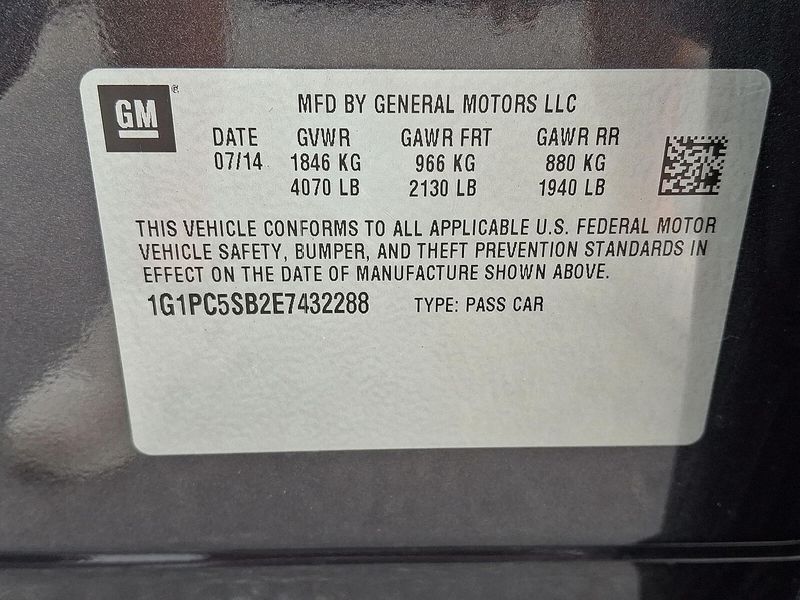 GM®
MFD BY GENERAL MOTORS LLC
DATE GVWR GAWR FRT GAWR RR
07/14 1846 KG 966 KG 880 KG
4070 LB 2130 LB 1940 LB
THIS VEHICLE CONFORMS TO ALL APPLICABLE U.S. FEDERAL MOTOR
VEHICLE SAFETY, BUMPER, AND THEFT PREVENTION STANDARDS IN
EFFECT ON THE DATE OF MANUFACTURE SHOWN ABOVE.
1G1PC5SB2E7432288 TYPE: PASS CAR